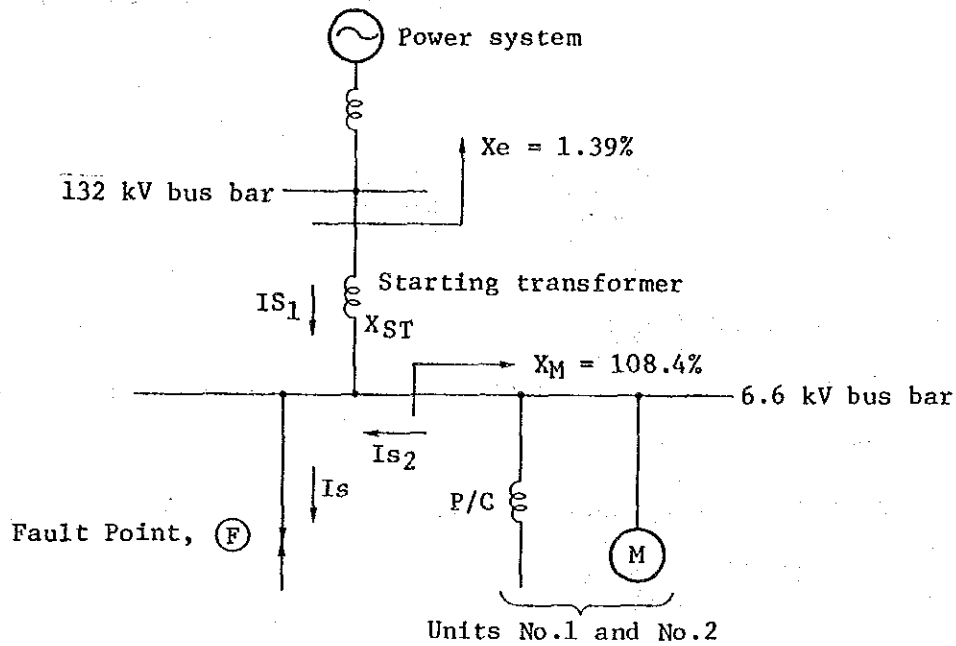 Power system
Xe = 1.39%
132 kV bus bar
Starting transformer
IS1
XST
XM = 108.4%
6.6 kV bus bar
Is2
Is
P/C
Fault Point, F
M
Units No.1 and No.2